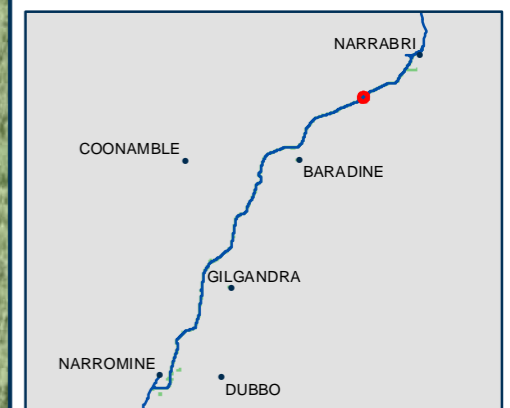 NARRABRI
COONAMBLE
BARADINE
GILGANDRA
NARROMINE
DUBBO